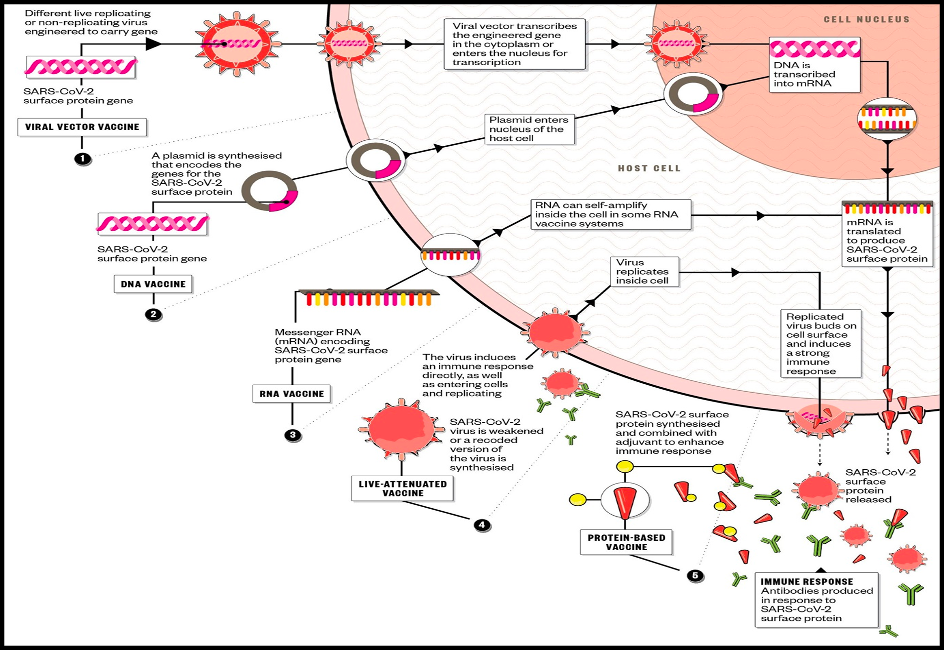 Different live replicating
or non-replicating virus
engineered to carry gene
SARS-CoV-2
surface protein gene
VIRAL VECTOR VACCINE
1
Viral vector transcribes
the engineered gene
in the cytoplasm or
enters the nucleus for
transcription
CELL NUCLEUS
DNA is
transcribed
into mRNA
A plasmid is synthesised
that encodes the
genes for the
SARS-CoV-2
surface protein
Plasmid enters
nucleus of the
host cell
HOST CELL
SARS-CoV-2
surface protein gene
DNA VACCINE
2
RNA can self-amplify
inside the cell in some RNA
vaccine systems
mRNA is
translated
to produce
SARS-CoV-2
surface protein
Messenger RNA
(mRNA) encoding
SARS-CoV-2 surface
protein gene
RNA VACCINE
3
Virus
replicates
inside cell
Replicated
virus buds on
cell surface
and induces
a strong
immune
response
The virus induces
an immune response
directly, as well
as entering cells
and replicating
SARS-CoV-2
virus is weakened
or a recoded
version of
the virus is
synthesised
LIVE-ATTENUATED
VACCINE
4
SARS-CoV-2 surface
protein synthesised
and combined with
adjuvant to enhance
immune response
PROTEIN-BASED
VACCINE
5
SARS-CoV-2
surface
protein
released
IMMUNE RESPONSE
Antibodies produced
in response to
SARS-CoV-2
surface protein